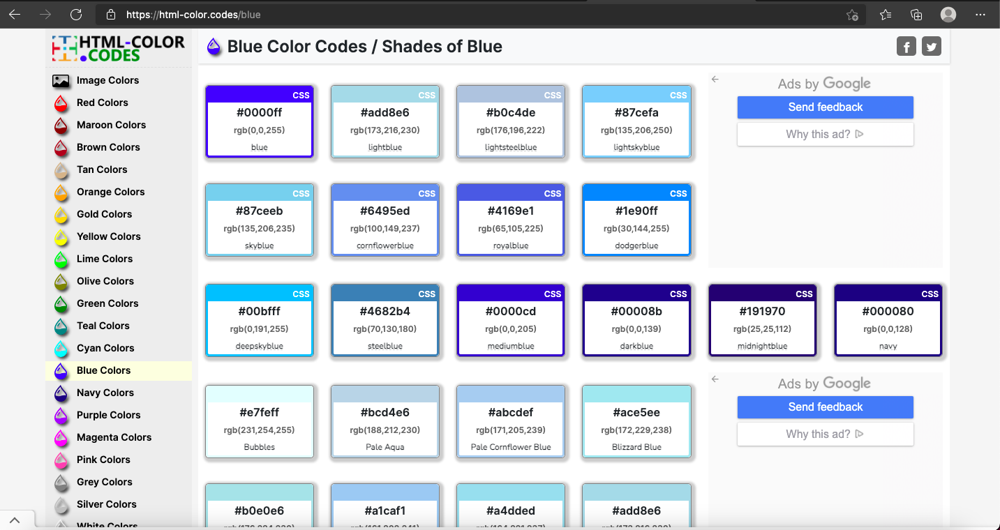 https://html-color.codes/blue
HTML-COLOR
.CODES
Image Colors
Red Colors
Maroon Colors
Brown Colors
Tan Colors
Orange Colors
Gold Colors
Yellow Colors
Lime Colors
Olive Colors
Green Colors
Teal Colors
Cyan Colors
Blue Colors
Navy Colors
Purple Colors
Magenta Colors
Pink Colors
Grey Colors
Silver Colors
White Colors
Blue Color Codes / Shades of Blue
CSS
#0000ff
rgb(0,0,255)
blue
CSS
#add8e6
rgb(173,216,230)
lightblue
CSS
#b0c4de
rgb(176,196,222)
lightsteelblue
CSS
#87cefa
rgb(135,206,250)
lightskyblue
Ads by Google
Send feedback
Why this ad?
CSS
#87ceeb
rgb(135,206,235)
skyblue
CSS
#6495ed
rgb(100,149,237)
cornflowerblue
CSS
#4169e1
rgb(65,105,225)
royalblue
CSS
#1e90ff
rgb(30,144,255)
dodgerblue
CSS
#00bfff
rgb(0,191,255)
deepskyblue
CSS
#4682b4
rgb(70,130,180)
steelblue
CSS
#0000cd
rgb(0,0,205)
mediumblue
CSS
#00008b
rgb(0,0,139)
darkblue
CSS
#191970
rgb(25,25,112)
midnightblue
CSS
#000080
rgb(0,0,128)
navy
#e7feff
rgb(231,254,255)
Bubbles
#bcd4e6
rgb(188,212,230)
Pale Aqua
#abcdef
rgb(171,205,239)
Pale Cornflower Blue
#ace5ee
rgb(172,229,238)
Blizzard Blue
Ads by Google
Send feedback
Why this ad?
#b0e0e6
#a1caf1
#a4dded
#add8e6